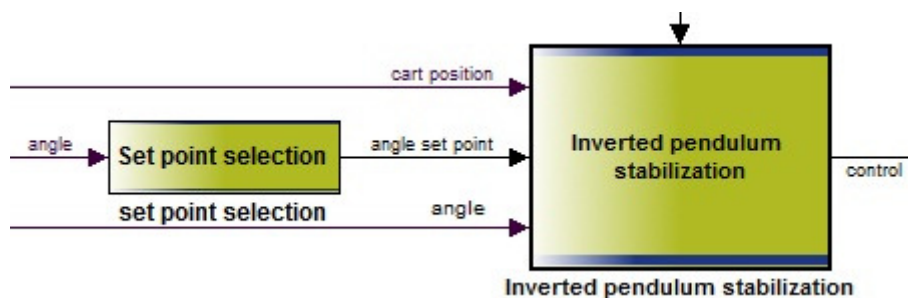 cart position
angle
Set point selection
angle set point
Inverted pendulum
stabilization
control
set point selection
angle
Inverted pendulum stabilization